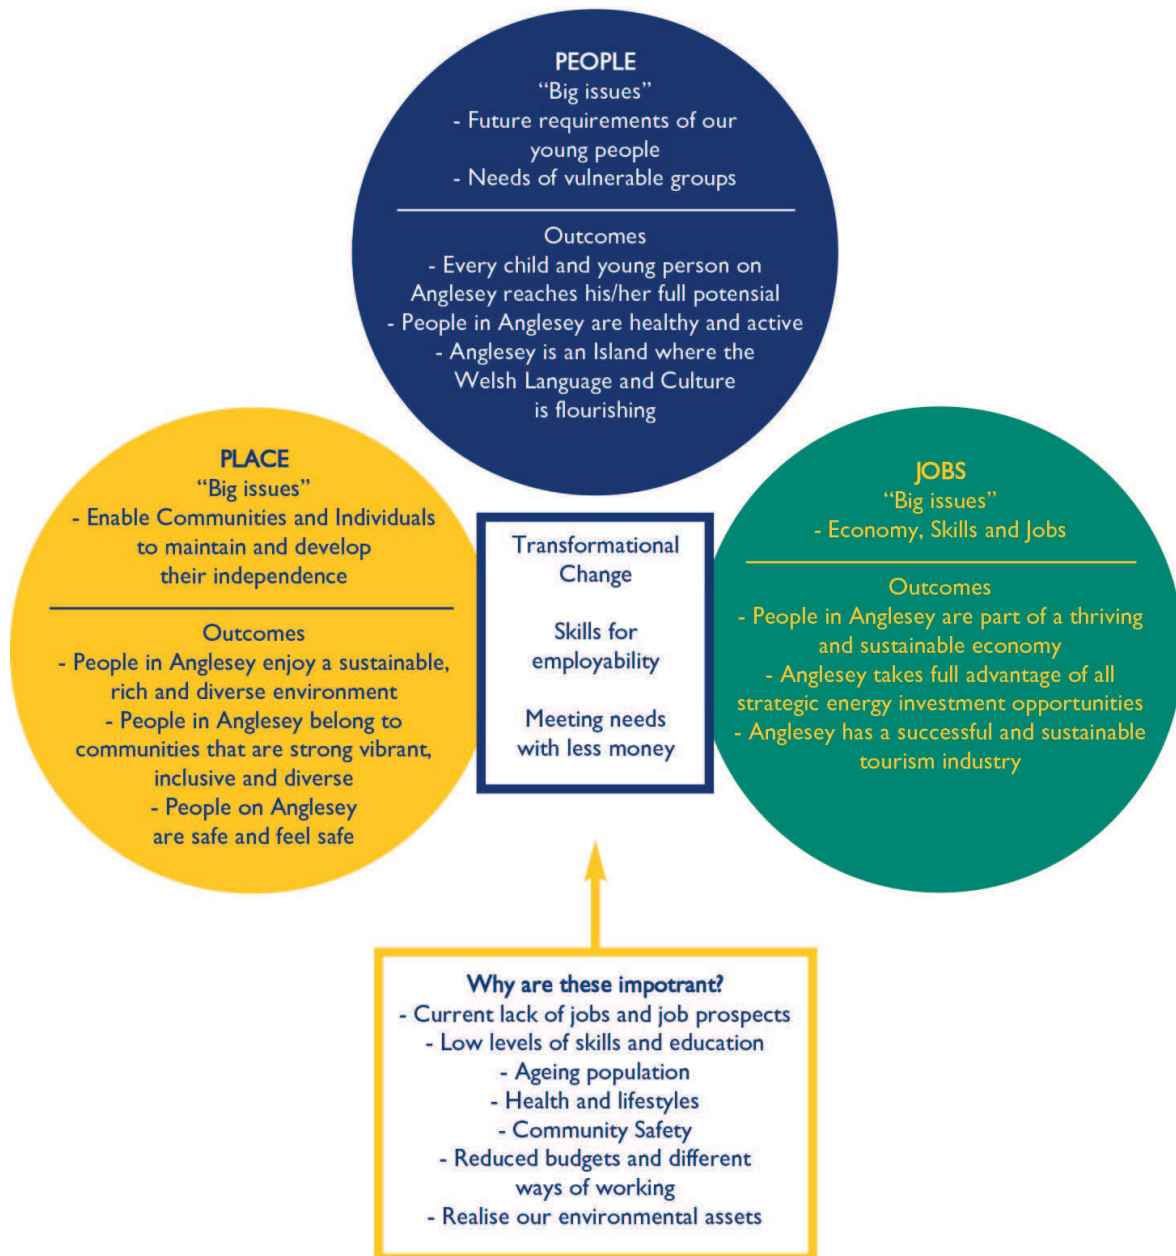 PEOPLE
“Big issues”
- Future requirements of our
young people
- Needs of vulnerable groups
Outcomes
- Every child and young person on
Anglesey reaches his/her full potensial
- People in Anglesey are healthy and active
- Anglesey is an Island where the
Welsh Language and Culture
is flourishing
PLACE
“Big issues”
- Enable Communities and Individuals
to maintain and develop
their independence
Outcomes
- People in Anglesey enjoy a sustainable,
rich and diverse environment
- People in Anglesey belong to
communities that are strong vibrant,
inclusive and diverse
- People on Anglesey
are safe and feel safe
Transformational
Change
Skills for
employability
Meeting needs
with less money
JOBS
“Big issues”
- Economy, Skills and Jobs
Outcomes
- People in Anglesey are part of a thriving
and sustainable economy
- Anglesey takes full advantage of all
strategic energy investment opportunities
- Anglesey has a successful and sustainable
tourism industry
Why are these impotrant?
- Current lack of jobs and job prospects
- Low levels of skills and education
- Ageing population
- Health and lifestyles
- Community Safety
- Reduced budgets and different
ways of working
- Realise our environmental assets